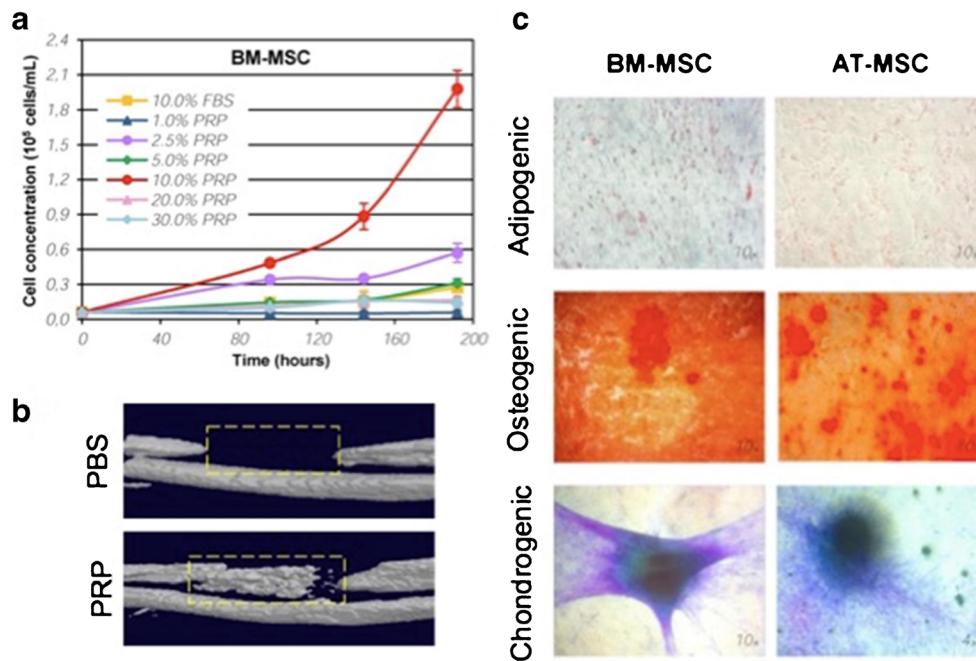 a
BM-MSC
Cell concentration (10⁵ cells/mL)
2.4
2.1
1.8
1.5
1.2
0.9
0.6
0.3
0.0
10.0% FBS
1.0% PRP
2.5% PRP
5.0% PRP
10.0% PRP
20.0% PRP
30.0% PRP
0 40 80 120 160 200
Time (hours)
b
PBS
PRP
c
BM-MSC AT-MSC
Adipogenic
10x
Osteogenic
10x
Chondrogenic
10x